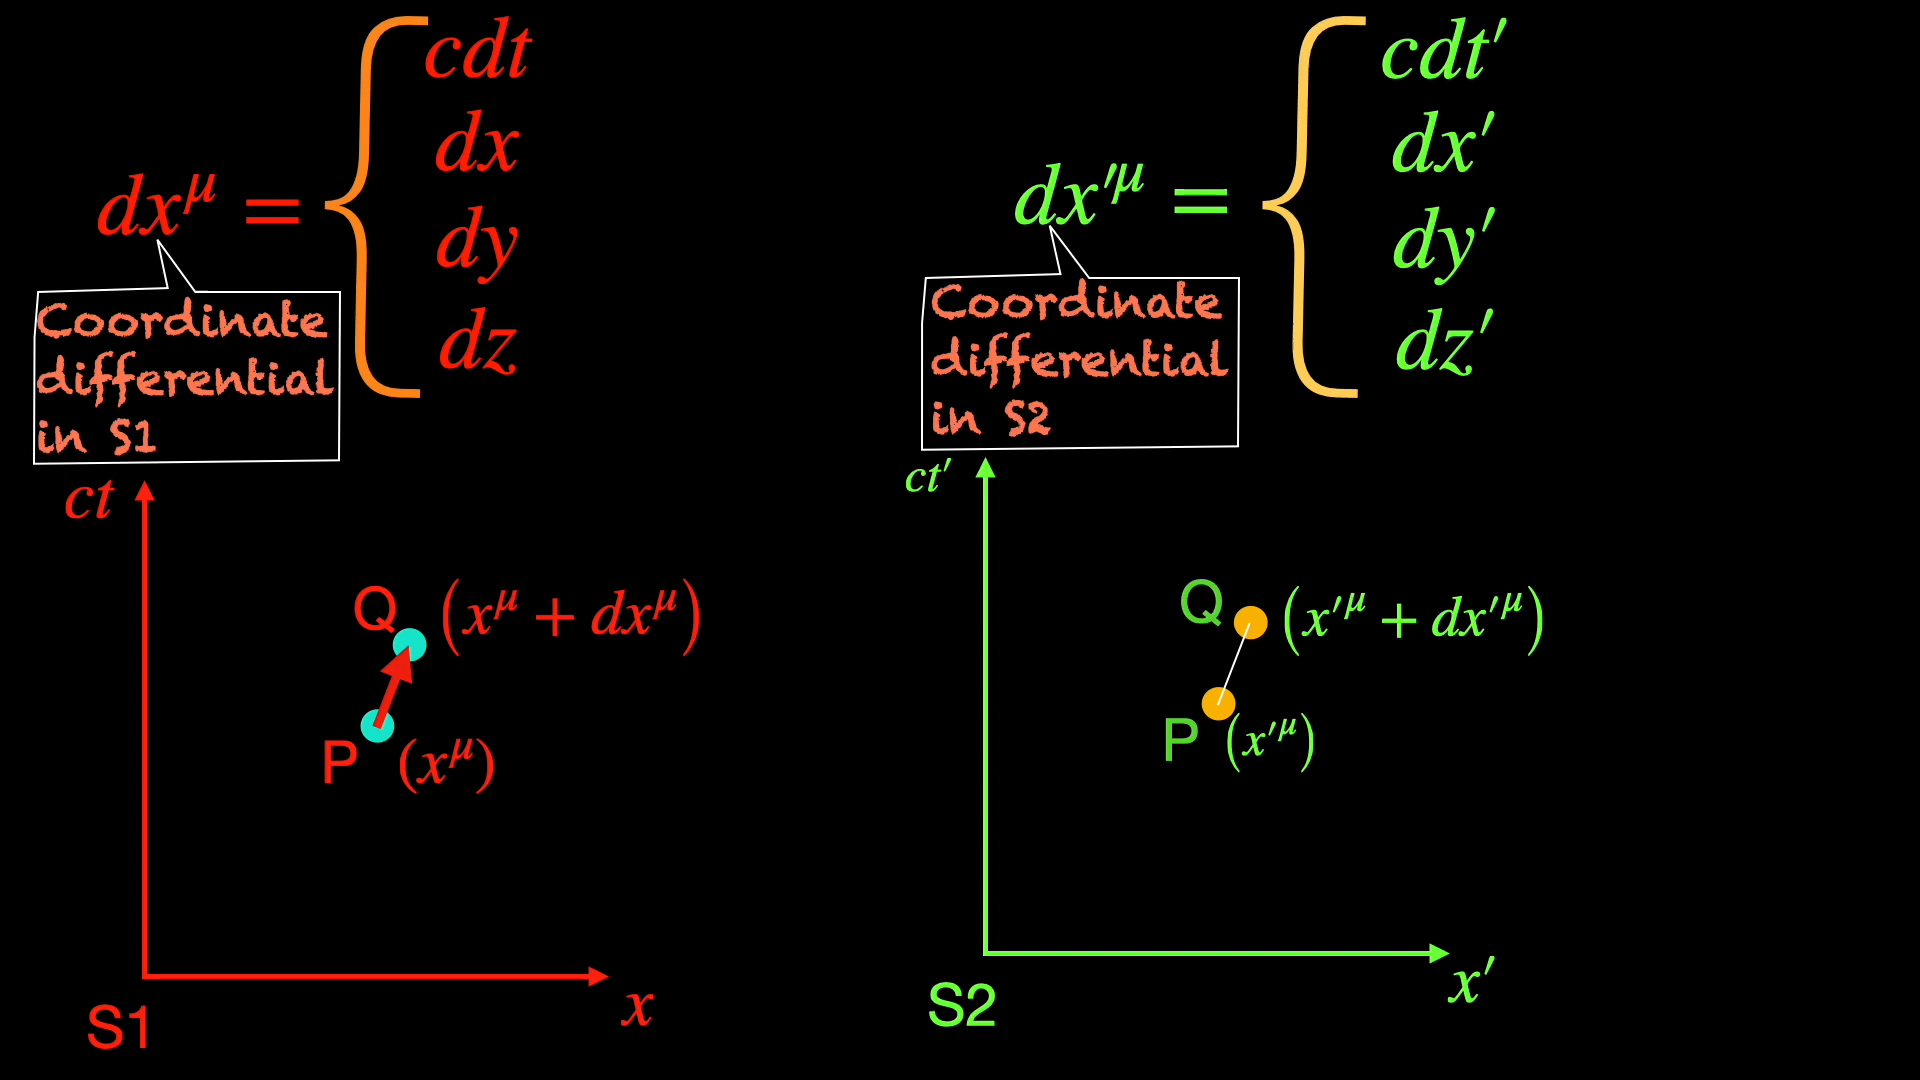 cdt
dx
dx^μ =
dy
dz
Coordinate
differential
in S1
ct
Q (x^μ + dx^μ)
P (x^μ)
x
S1
cdt′
dx′
dx′^μ =
dy′
dz′
Coordinate
differential
in S2
ct′
Q (x′^μ + dx′^μ)
P (x′^μ)
x′
S2